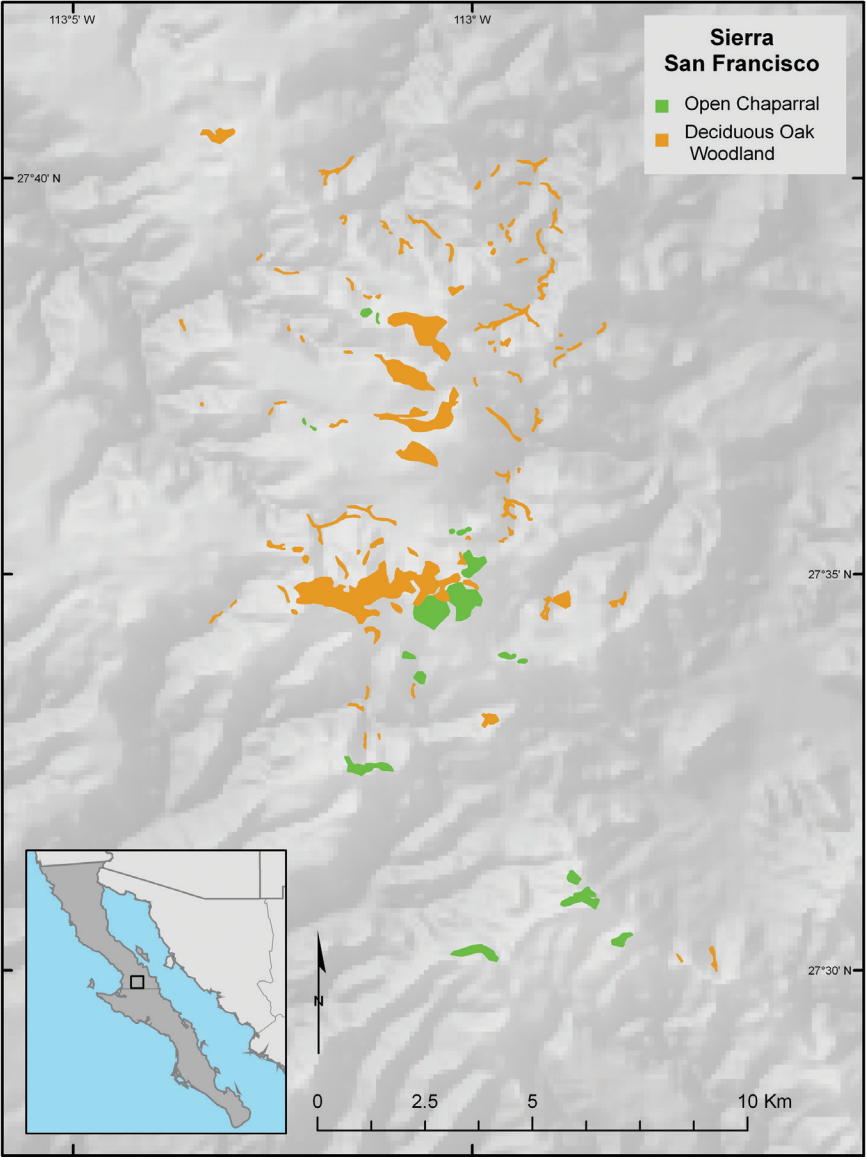 113°5' W
113° W
Sierra
San Francisco
Open Chaparral
Deciduous Oak
Woodland
27°40' N
27°35' N
27°30' N
N
0 2.5 5 10 Km